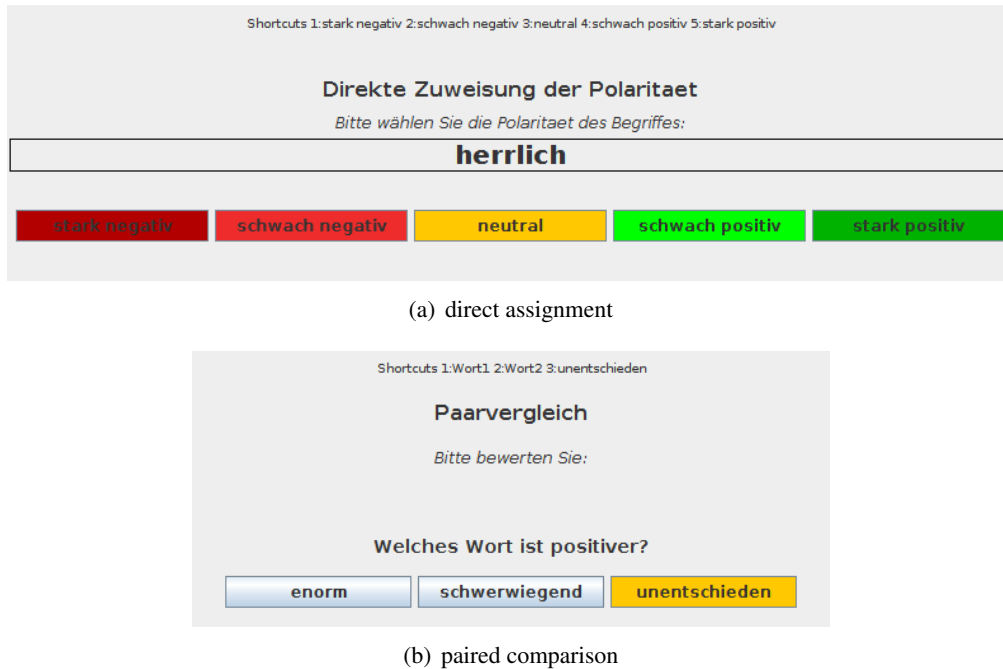 Shortcuts 1:stark negativ 2:schwach negativ 3:neutral 4:schwach positiv 5:stark positiv
Direkte Zuweisung der Polaritaet
Bitte wählen Sie die Polaritaet des Begriffes:
herrlich
stark negativ schwach negativ neutral schwach positiv stark positiv
(a) direct assignment
Shortcuts 1:Wort1 2:Wort2 3:unentschieden
Paarvergleich
Bitte bewerten Sie:
Welches Wort ist positiver?
enorm schwerwiegend unentschieden
(b) paired comparison